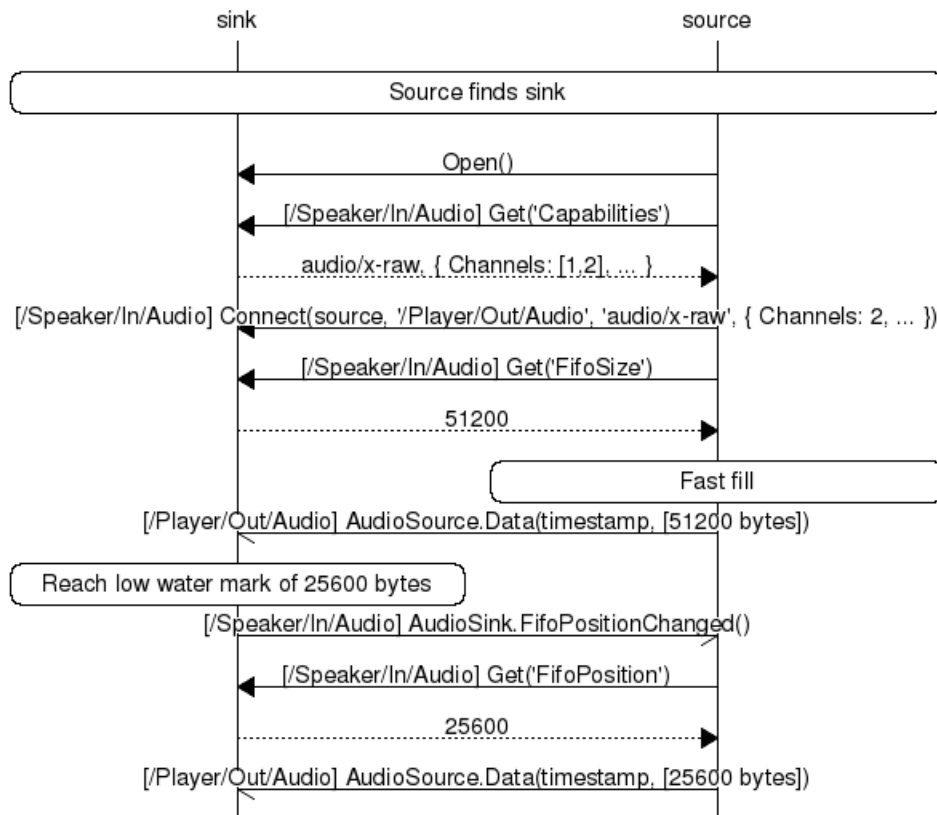 sink source
Source finds sink
Open()
[/Speaker/In/Audio] Get('Capabilities')
audio/x-raw, { Channels: [1,2], ... }
[/Speaker/In/Audio] Connect(source, '/Player/Out/Audio', 'audio/x-raw', { Channels: 2, ... })
[/Speaker/In/Audio] Get('FifoSize')
51200
Fast fill
[/Player/Out/Audio] AudioSource.Data(timestamp, [51200 bytes])
Reach low water mark of 25600 bytes
[/Speaker/In/Audio] AudioSink.FifoPositionChanged()
[/Speaker/In/Audio] Get('FifoPosition')
25600
[/Player/Out/Audio] AudioSource.Data(timestamp, [25600 bytes])